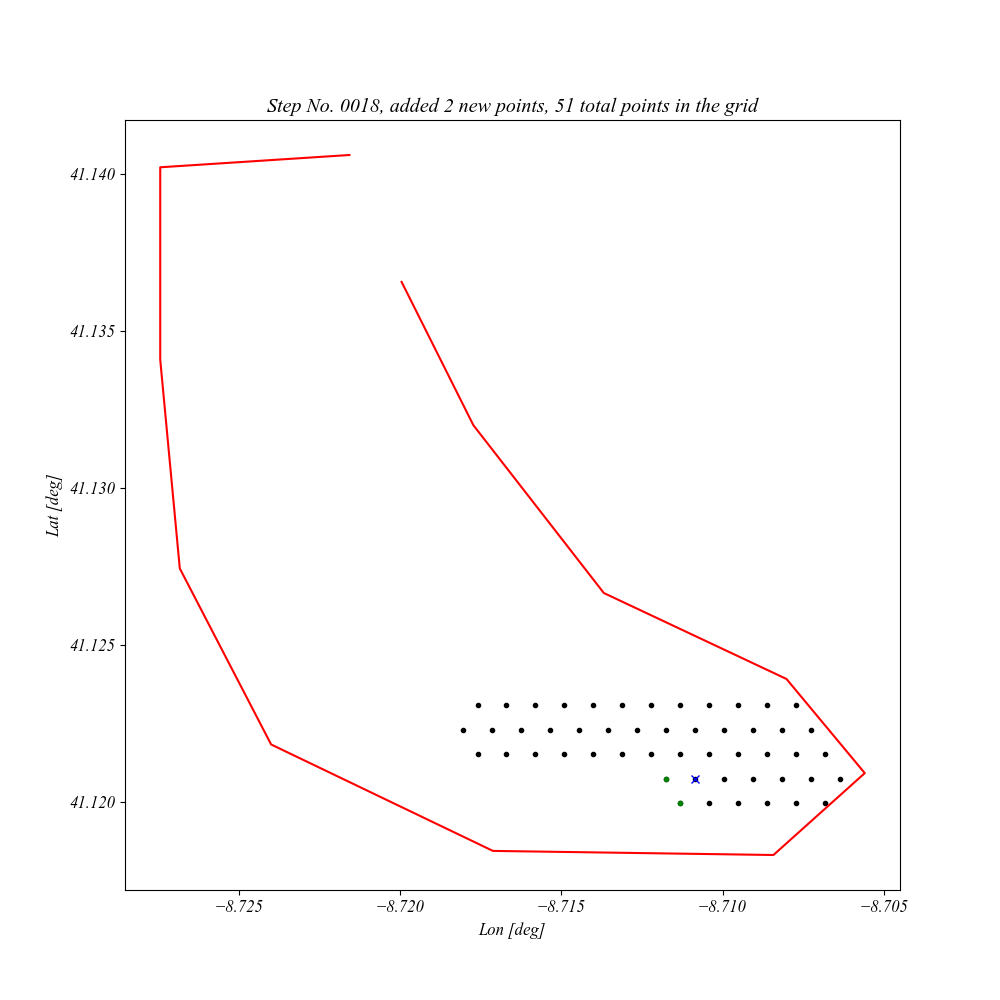 Step No. 0018, added 2 new points, 51 total points in the grid
41.140
41.135
41.130
41.125
41.120
Lat [deg]
−8.725 −8.720 −8.715 −8.710 −8.705
Lon [deg]